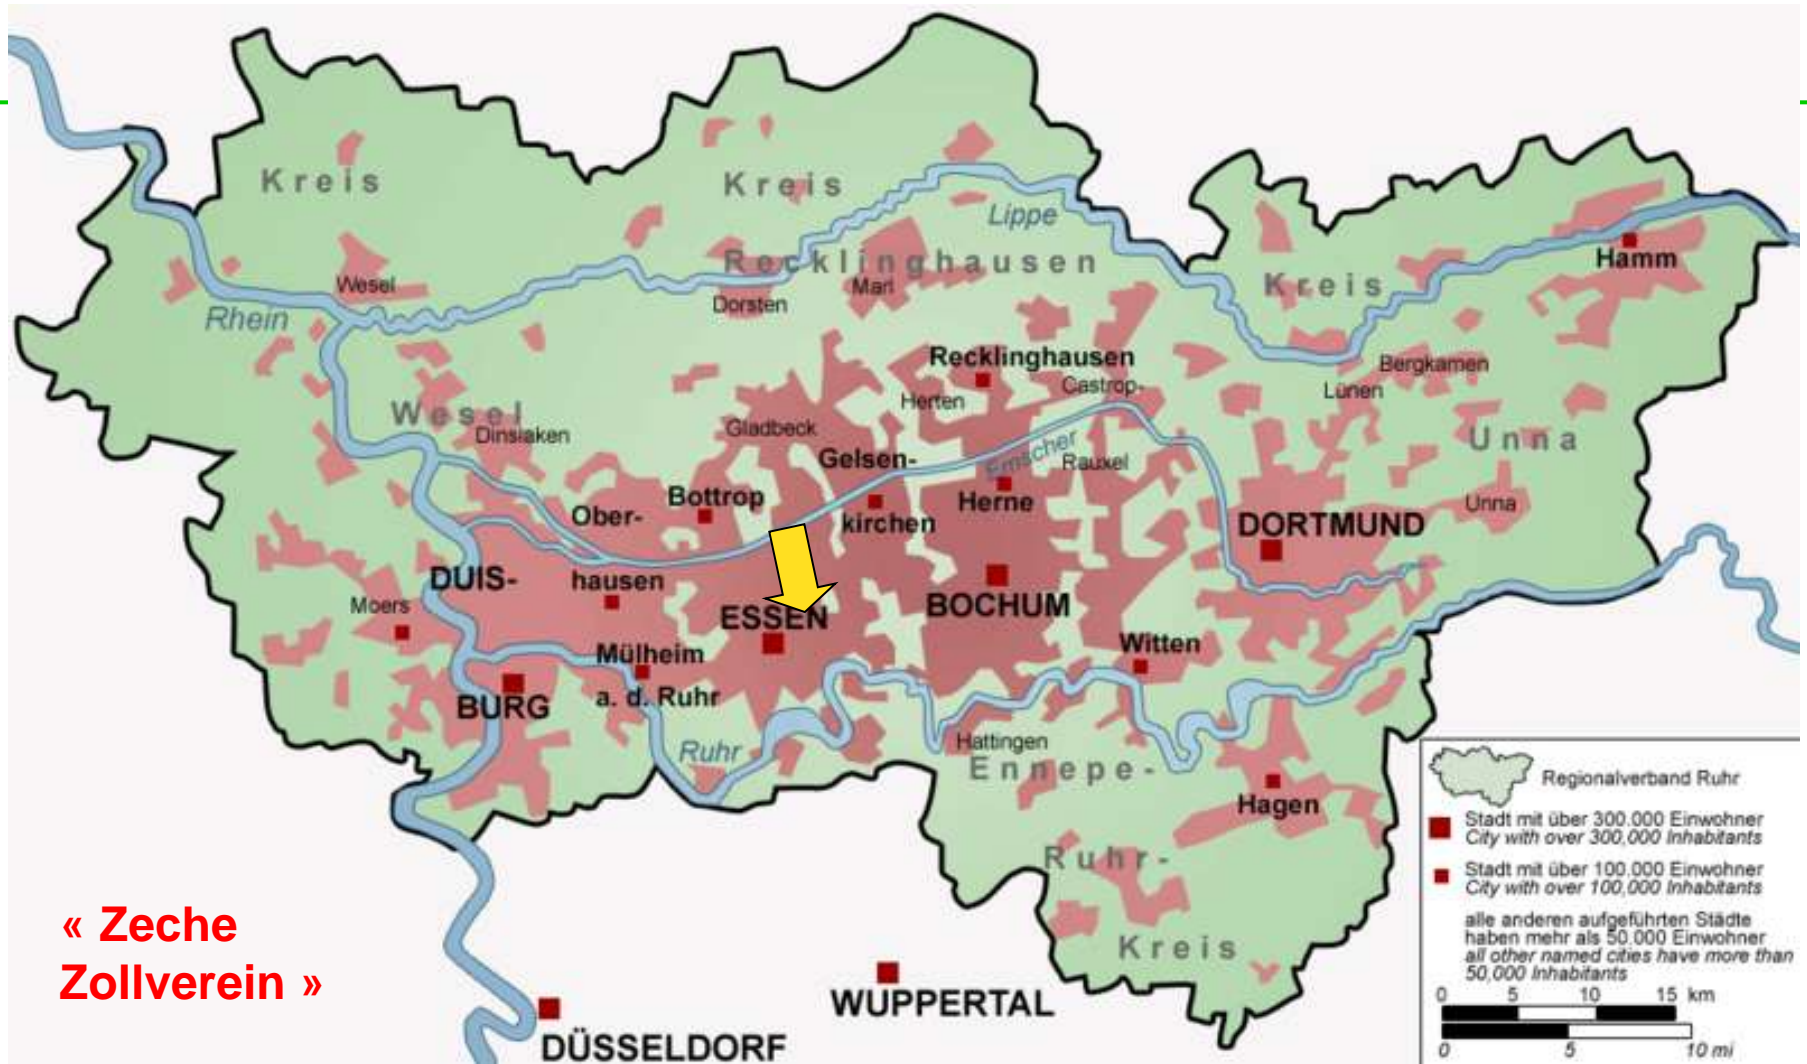 Kreis
Kreis
Lippe
Recklinghausen
Hamm
Kreis
Wesel
Marl
Dorsten
Rhein
Recklinghausen
Bergkamen
Castrop-
Lünen
Herten
Wesel
Gladbeck
Dinslaken
Unna
Gelsen-
Emscher
Rauxel
Bottrop
Unna
Ober-
Herne
kirchen
DORTMUND
DUIS-
hausen
Moers
BOCHUM
ESSEN
Witten
Mülheim
a. d. Ruhr
BURG
Ruhr
Hattingen
Ennepe-
Hagen
Ruhr-
Kreis
« Zeche
Zollverein »
WUPPERTAL
DÜSSELDORF
Regionalverband Ruhr
Stadt mit über 300.000 Einwohner
City with over 300,000 Inhabitants
Stadt mit über 100.000 Einwohner
City with over 100,000 Inhabitants
alle anderen aufgeführten Städte
haben mehr als 50.000 Einwohner
all other named cities have more than
50,000 Inhabitants
0 5 10 15 km
0 5 10 mi